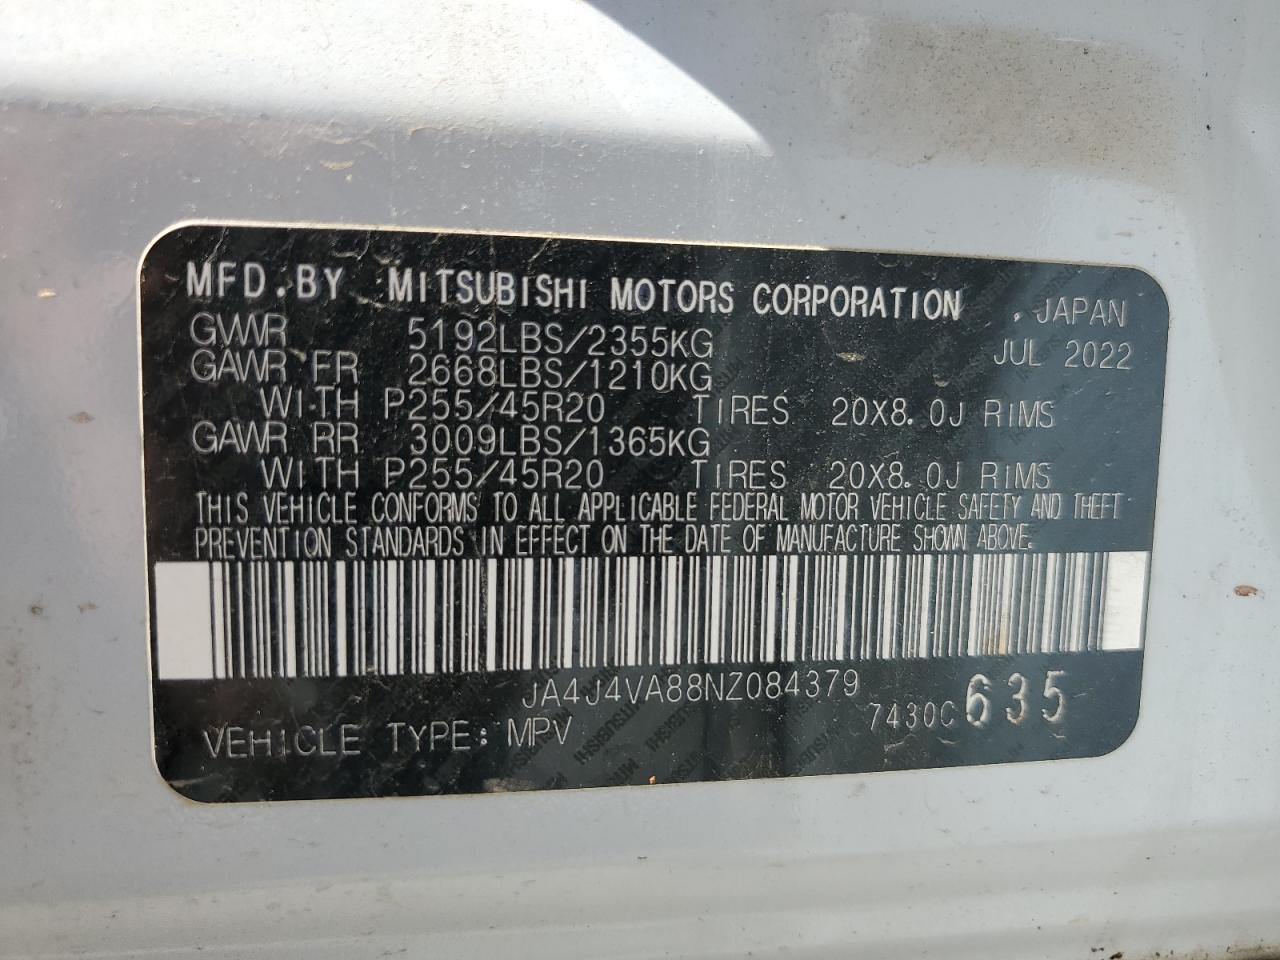 MFD. BY MITSUBISHI MOTORS CORPORATION . JAPAN
GVWR 5192LBS/2355KG JUL 2022
GAWR FR 2668LBS/1210KG
WITH P255/45R20 TIRES 20X8.0J RIMS
GAWR RR 3009LBS/1365KG
WITH P255/45R20 TIRES 20X8.0J RIMS
THIS VEHICLE CONFORMS TO ALL APPLICABLE FEDERAL MOTOR VEHICLE SAFETY AND THEFT
PREVENTION STANDARDS IN EFFECT ON THE DATE OF MANUFACTURE SHOWN ABOVE.
JA4J4VA88NZ084379
7430C 635
VEHICLE TYPE: MPV